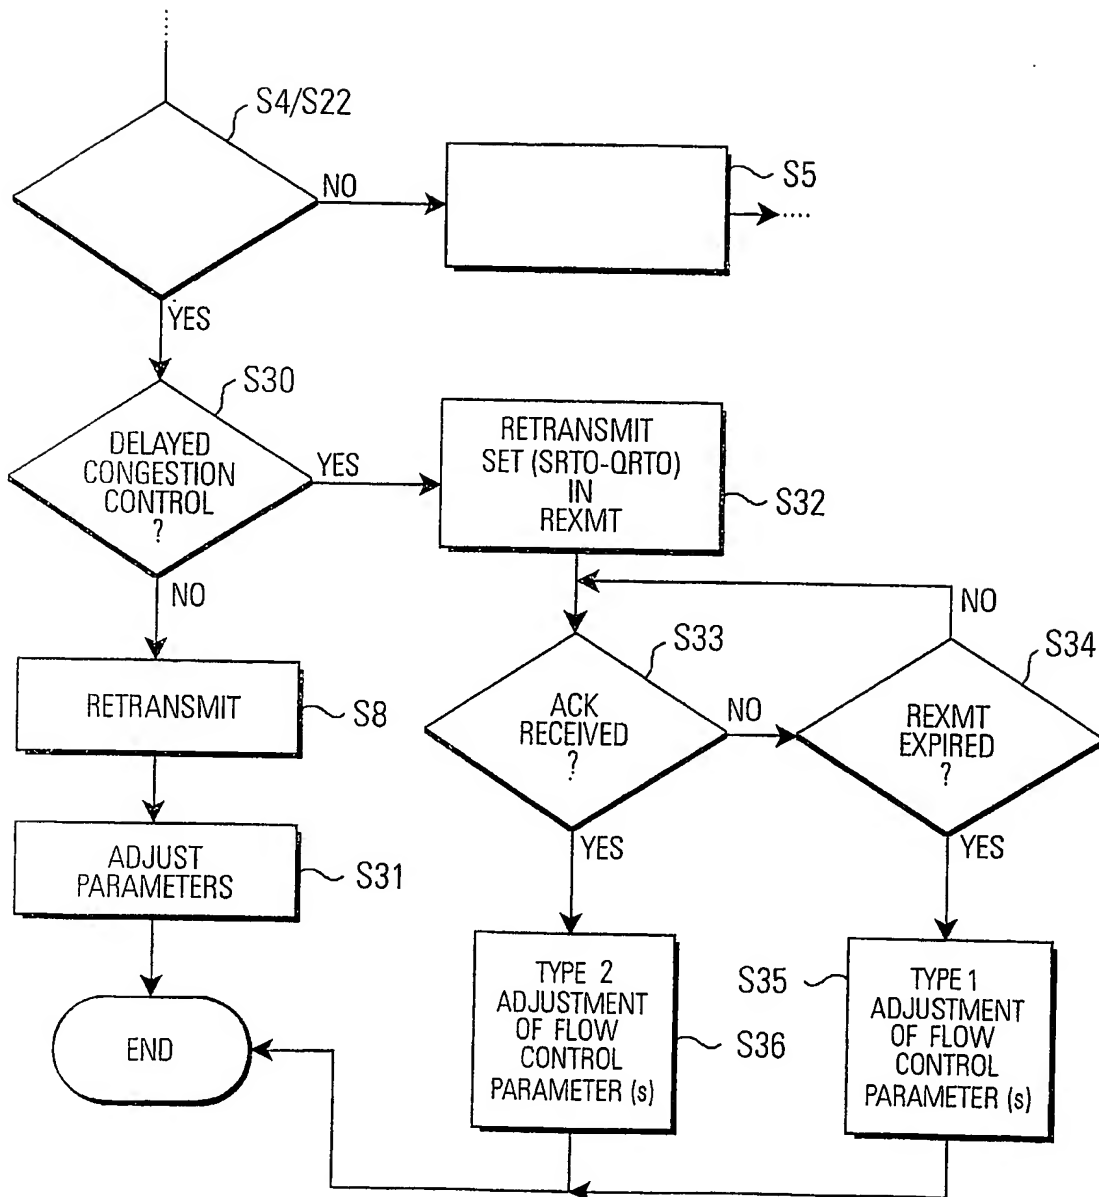 S4/S22
NO
S5
YES
S30
DELAYED
CONGESTION
CONTROL
?
YES
RETRANSMIT
SET (SRTO-QRTO)
IN
REXMT
S32
NO
NO
RETRANSMIT
S8
S33
ACK
RECEIVED
?
NO
S34
REXMT
EXPIRED
?
YES
YES
ADJUST
PARAMETERS
S31
TYPE 2
ADJUSTMENT
OF FLOW
CONTROL
PARAMETER (s)
S36
S35
TYPE 1
ADJUSTMENT
OF FLOW
CONTROL
PARAMETER (s)
END